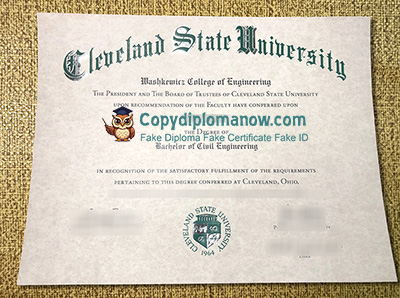 Cleveland State University
Washkewicz College of Engineering
The President and The Board of Trustees of Cleveland State University
upon recommendation of the Faculty have conferred upon
Copydiplomanow.com
Fake Diploma Fake Certificate Fake ID
the Degree of
Bachelor of Civil Engineering
in recognition of the satisfactory fulfillment of the requirements
pertaining to this degree conferred at Cleveland, Ohio,
CLEVELAND STATE UNIVERSITY
1964